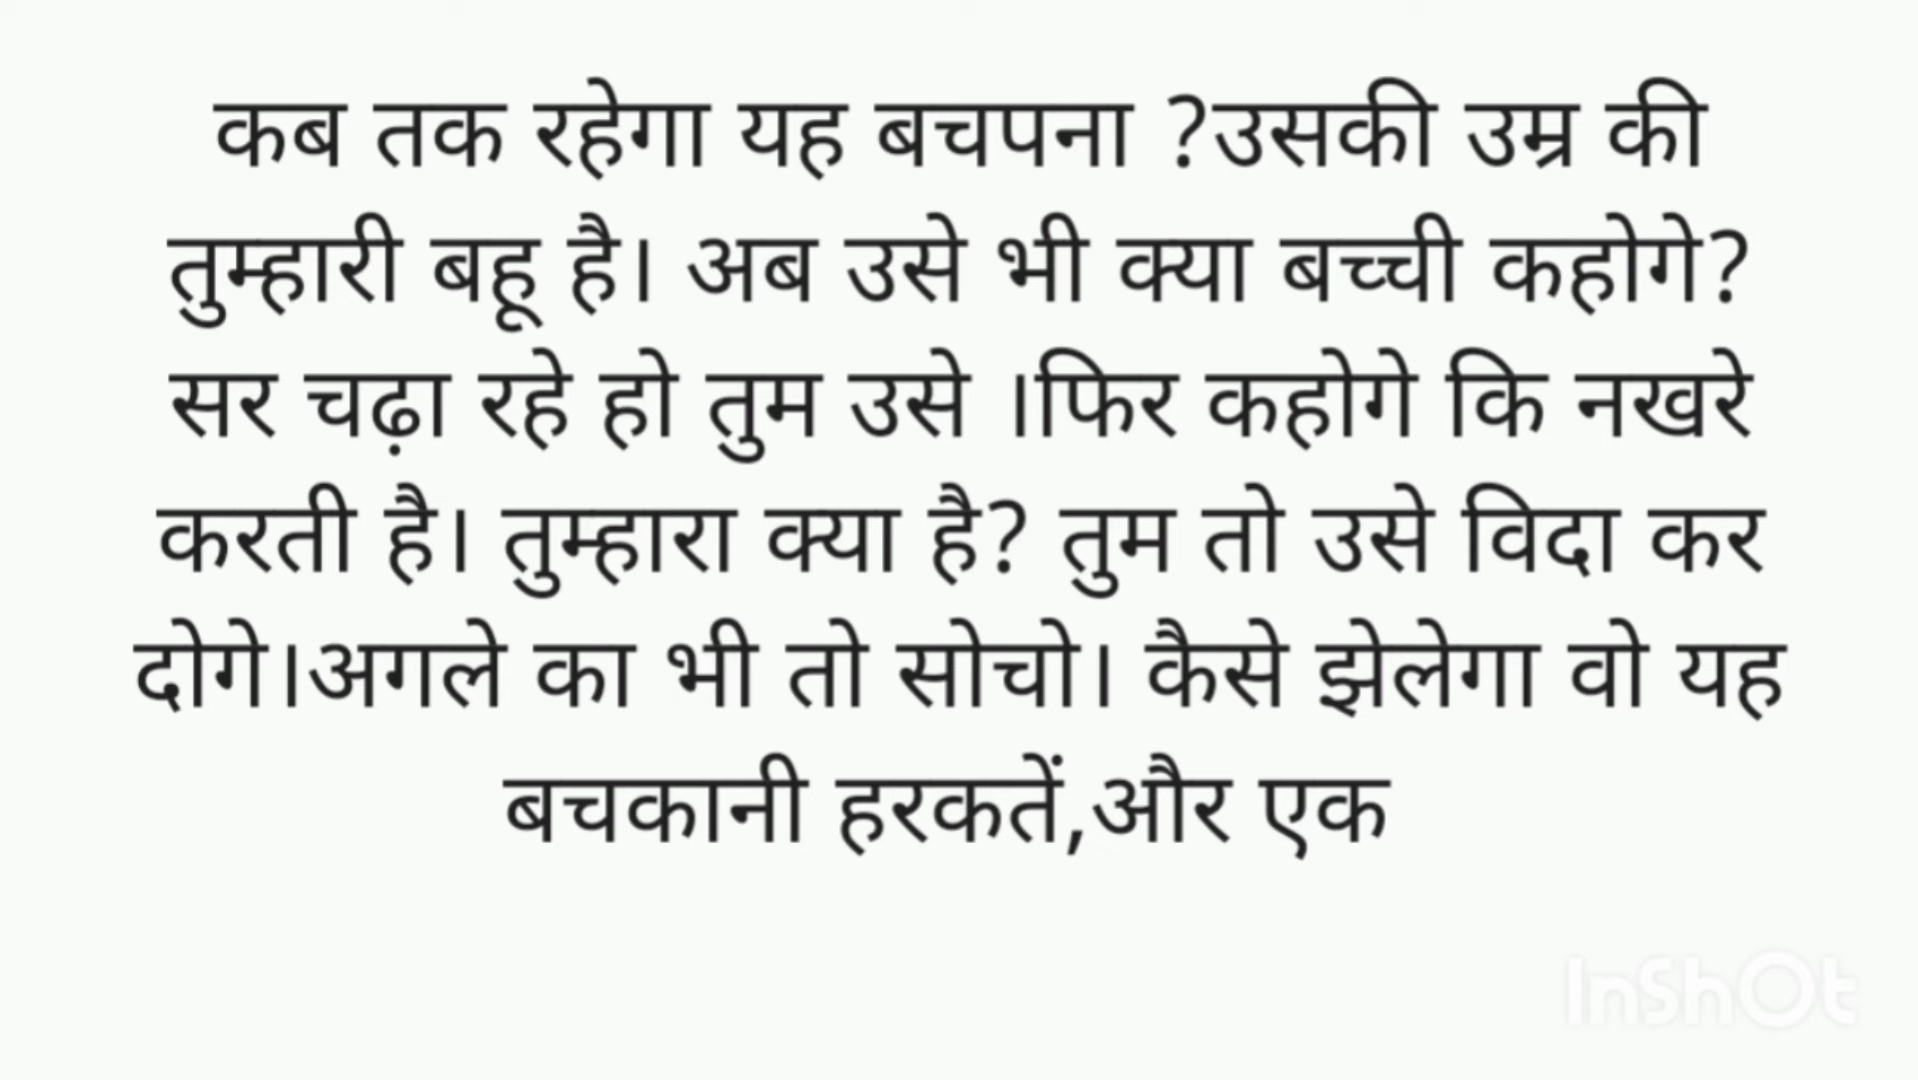 कब तक रहेगा यह बचपना ?उसकी उम्र की
तुम्हारी बहू है। अब उसे भी क्या बच्ची कहोगे?
सर चढ़ा रहे हो तुम उसे ।फिर कहोगे कि नखरे
करती है। तुम्हारा क्या है? तुम तो उसे विदा कर
दोगे।अगले का भी तो सोचो। कैसे झेलेगा वो यह
बचकानी हरकतें,और एक
InShOt